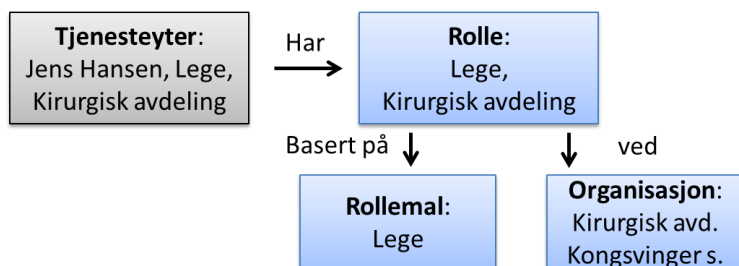 Tjenesteyter:
Jens Hansen, Lege,
Kirurgisk avdeling
Har
Rolle:
Lege,
Kirurgisk avdeling
Basert på
ved
Rollemal:
Lege
Organisasjon:
Kirurgisk avd.
Kongsvinger s.